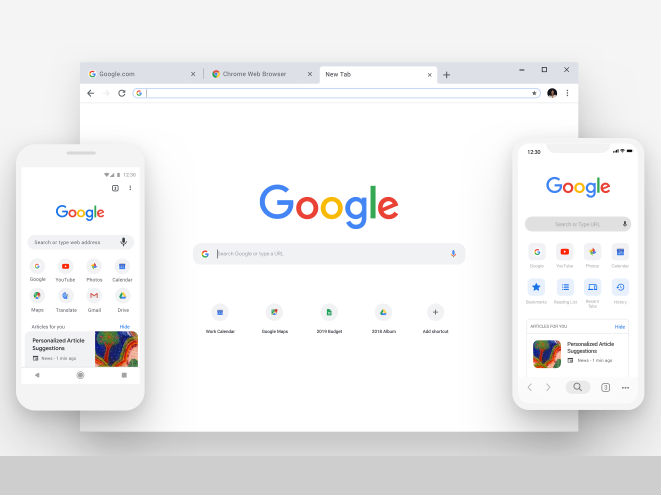 Google.com
Chrome Web Browser
New Tab
Google
Search Google or type a URL
Work Calendar
Google Maps
2019 Budget
2018 Album
Add shortcut
12:30
Google
Search or type web address
Google
YouTube
Photos
Calendar
Maps
Translate
Gmail
Drive
Articles for you
Hide
Personalized Article
Suggestions
News · 1 min ago
12:30
Google
Search or Type URL
Google
YouTube
Photos
Calendar
Bookmarks
Reading List
Recent
Tabs
History
ARTICLES FOR YOU
Hide
Personalized Article
Suggestions
News · 1 min ago
3